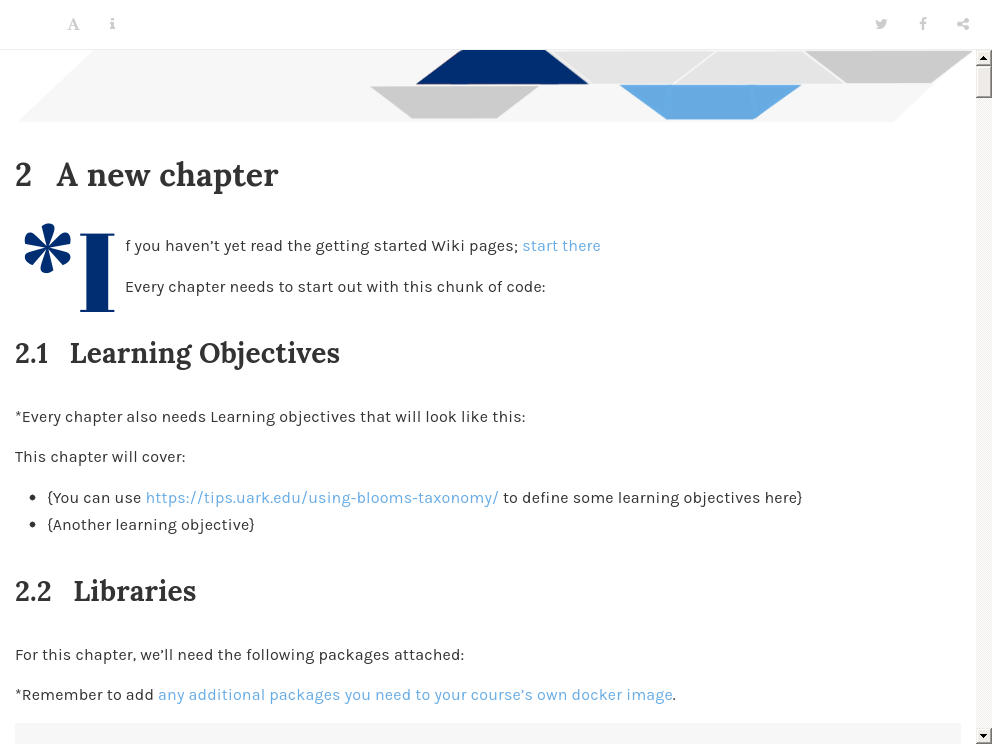 2 A new chapter
*If you haven’t yet read the getting started Wiki pages; start there
Every chapter needs to start out with this chunk of code:
2.1 Learning Objectives
*Every chapter also needs Learning objectives that will look like this:
This chapter will cover:
• {You can use https://tips.uark.edu/using-blooms-taxonomy/ to define some learning objectives here}
• {Another learning objective}
2.2 Libraries
For this chapter, we’ll need the following packages attached:
*Remember to add any additional packages you need to your course’s own docker image.